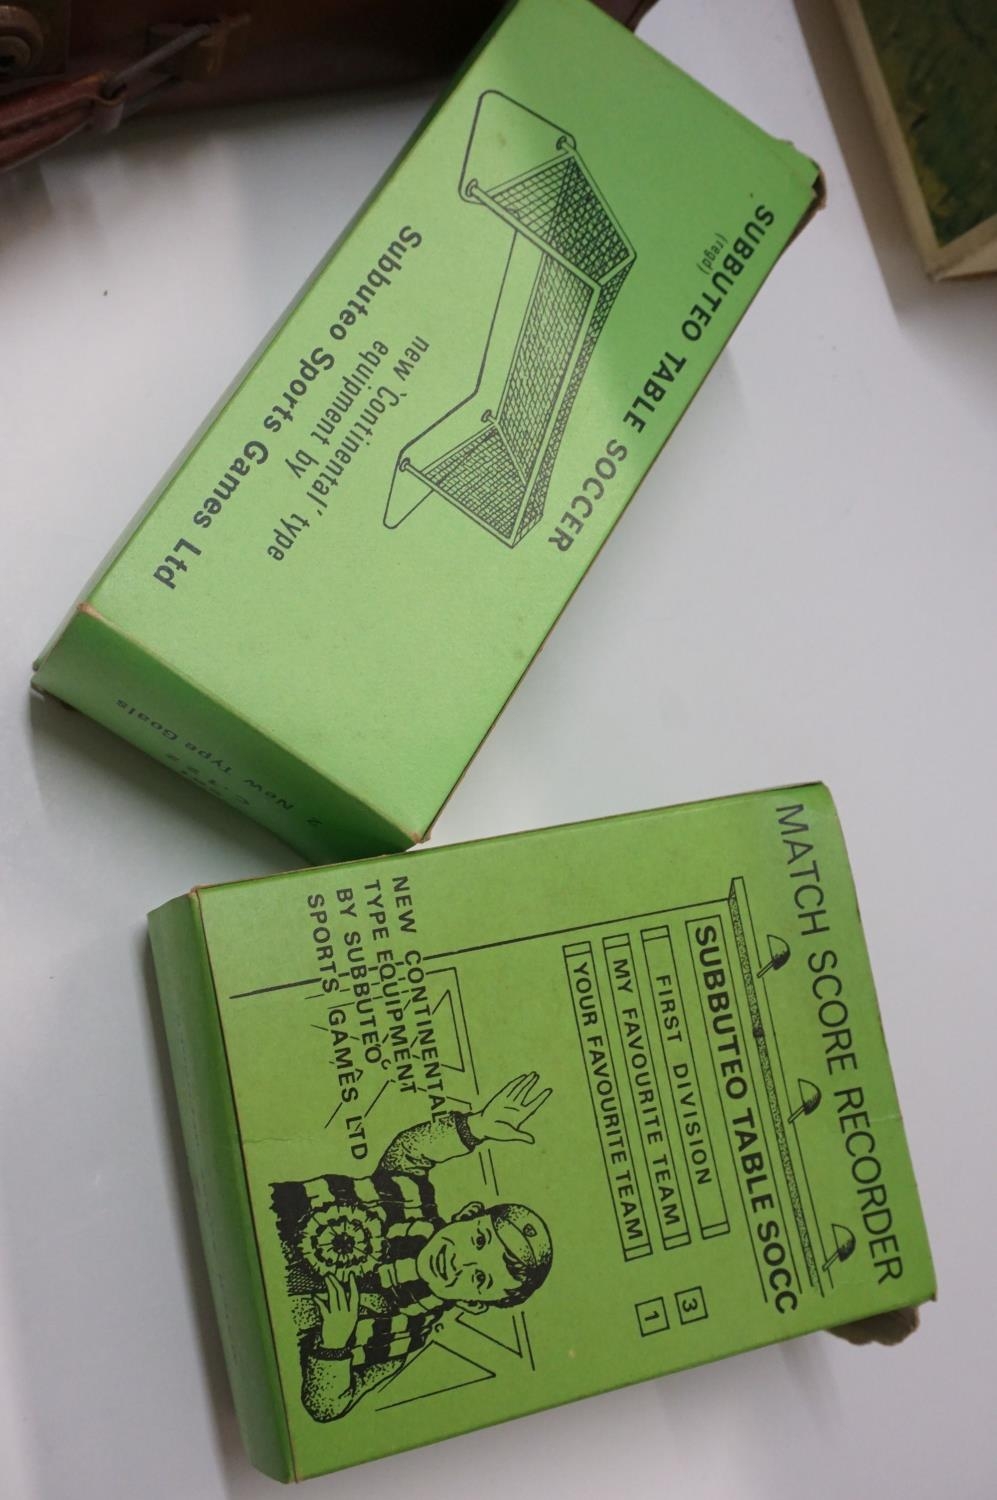 SUBBUTEO TABLE SOCCER
(regd)
new 'Continental' type
equipment by
Subbuteo Sports Games Ltd
2 New Type Goals
C.122
MATCH SCORE RECORDER
SUBBUTEO TABLE SOCC
FIRST DIVISION
MY FAVOURITE TEAM 3
YOUR FAVOURITE TEAM 1
NEW CONTINENTAL
TYPE EQUIPMENT
BY SUBBUTEO
SPORTS GAMES LTD